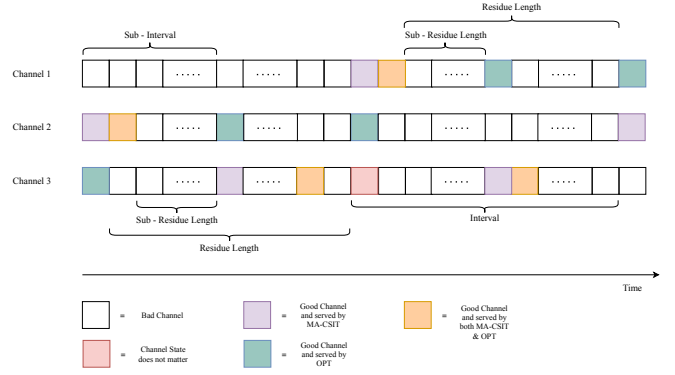 Residue Length
Sub - Interval
Sub - Residue Length
Channel 1
.....
.....
.....
.....
Channel 2
.....
.....
.....
.....
Channel 3
.....
.....
.....
.....
Sub - Residue Length
Interval
Residue Length
Time
= Bad Channel
= Good Channel
and served by
MA-CSIT
= Good Channel
and served by
both MA-CSIT
& OPT
= Channel State
does not matter
= Good Channel
and served by
OPT